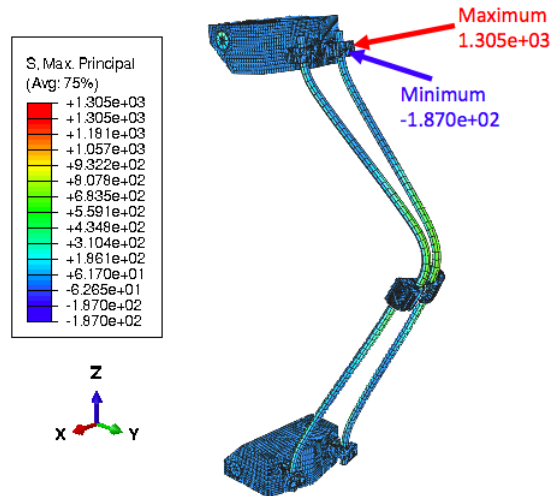 Maximum
1.305e+03
Minimum
-1.870e+02
S, Max. Principal
(Avg: 75%)
+1.305e+03
+1.305e+03
+1.181e+03
+1.057e+03
+9.322e+02
+8.078e+02
+6.835e+02
+5.591e+02
+4.348e+02
+3.104e+02
+1.861e+02
+6.170e+01
-6.265e+01
-1.870e+02
-1.870e+02
Z
X
Y